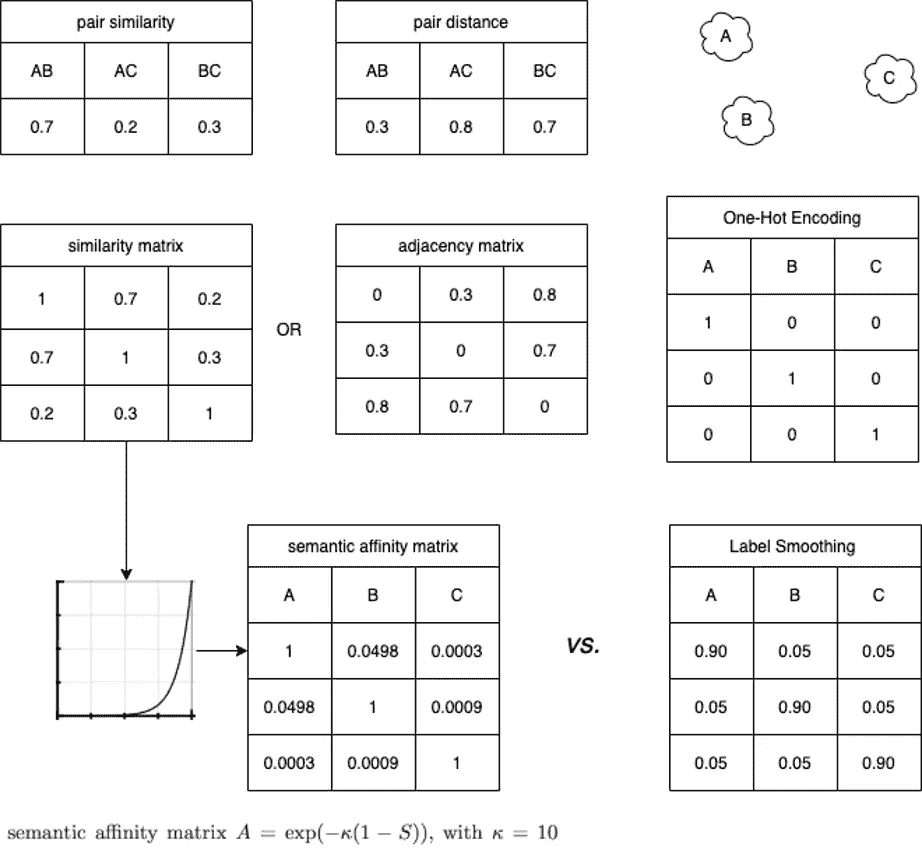 pair similarity
AB AC BC
0.7 0.2 0.3
pair distance
AB AC BC
0.3 0.8 0.7
A
B
C
similarity matrix
1 0.7 0.2
0.7 1 0.3
0.2 0.3 1
OR
adjacency matrix
0 0.3 0.8
0.3 0 0.7
0.8 0.7 0
One-Hot Encoding
A B C
1 0 0
0 1 0
0 0 1
semantic affinity matrix
A B C
1 0.0498 0.0003
0.0498 1 0.0009
0.0003 0.0009 1
VS.
Label Smoothing
A B C
0.90 0.05 0.05
0.05 0.90 0.05
0.05 0.05 0.90
semantic affinity matrix A = exp(−κ(1 − S)), with κ = 10